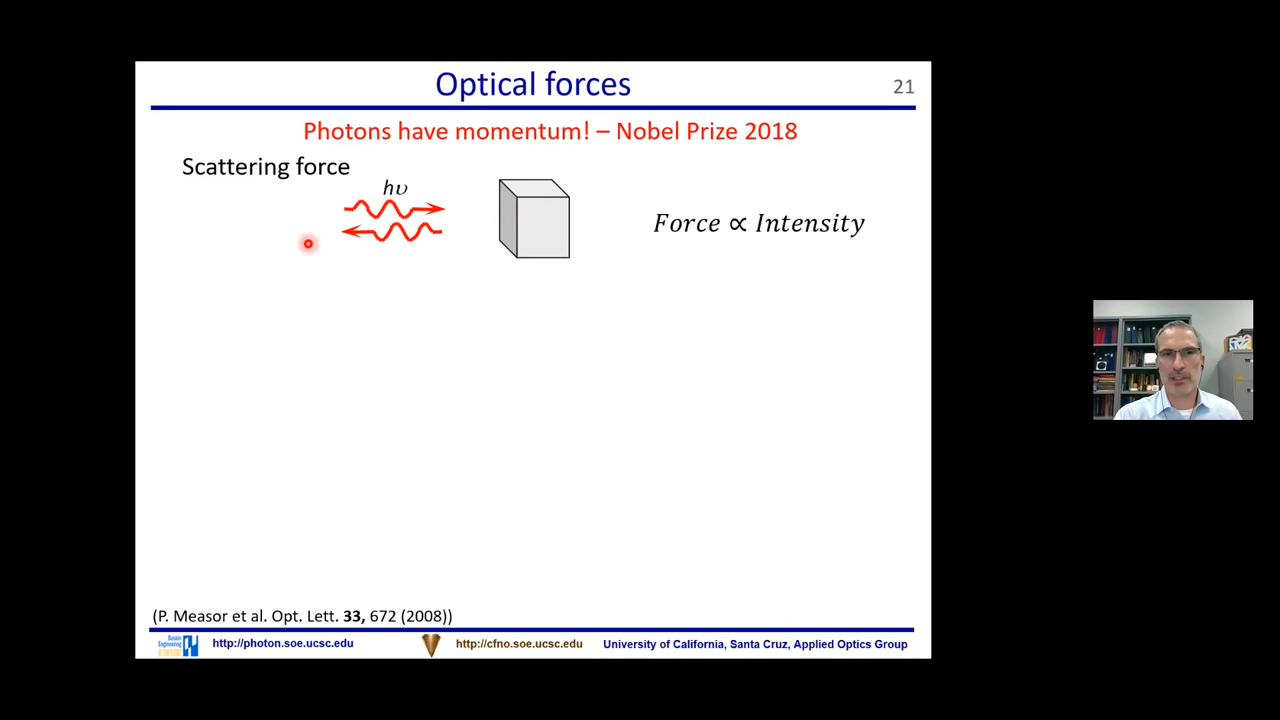 Optical forces
21
Photons have momentum! – Nobel Prize 2018
Scattering force
hυ
Force ∝ Intensity
(P. Measor et al. Opt. Lett. 33, 672 (2008))
Baskin
Engineering
http://photon.soe.ucsc.edu
http://cfno.soe.ucsc.edu
University of California, Santa Cruz, Applied Optics Group